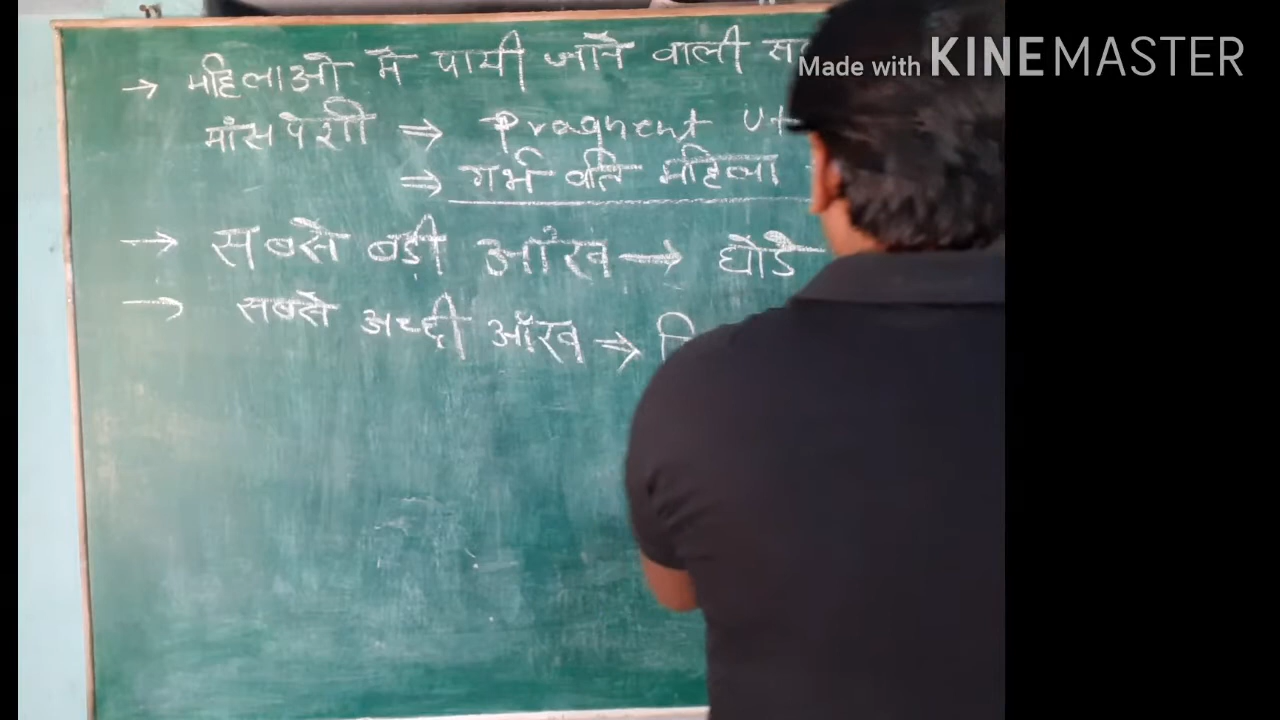 → महिलाओ मे पायी जाने वाली
Made with KINEMASTER
मांसपेशी ⇒ Pragnent Ut
⇒ गर्भवति महिला
→ सबसे बड़ी आंख → घोडे
→ सबसे अच्छी आँख ⇒